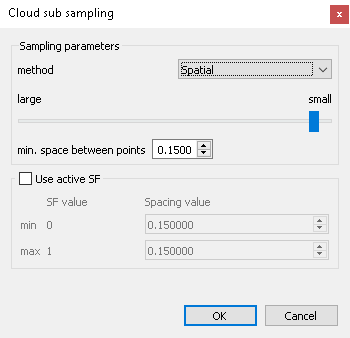 Cloud sub sampling
Sampling parameters
method Spatial
large small
min. space between points 0.1500
Use active SF
SF value Spacing value
min 0 0.150000
max 1 0.150000
OK Cancel